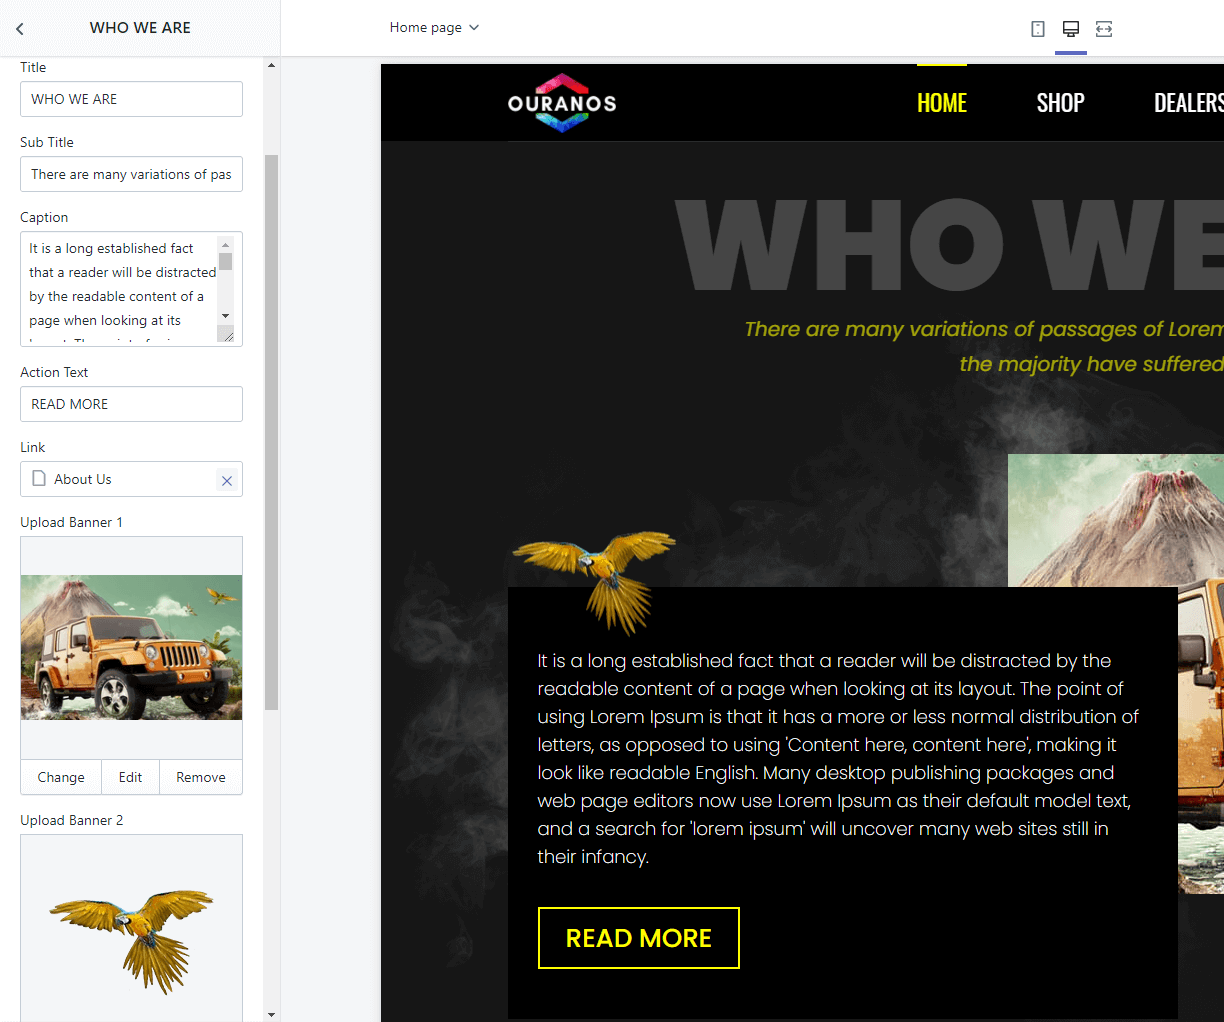 WHO WE ARE
Home page
Title
WHO WE ARE
Sub Title
There are many variations of pas
Caption
It is a long established fact
that a reader will be distracted
by the readable content of a
page when looking at its
Action Text
READ MORE
Link
About Us
Upload Banner 1
Change Edit Remove
Upload Banner 2
OURANOS
HOME SHOP DEALERS
WHO WE
There are many variations of passages of Lorem
the majority have suffered
It is a long established fact that a reader will be distracted by the
readable content of a page when looking at its layout. The point of
using Lorem Ipsum is that it has a more or less normal distribution of
letters, as opposed to using 'Content here, content here', making it
look like readable English. Many desktop publishing packages and
web page editors now use Lorem Ipsum as their default model text,
and a search for 'lorem ipsum' will uncover many web sites still in
their infancy.
READ MORE